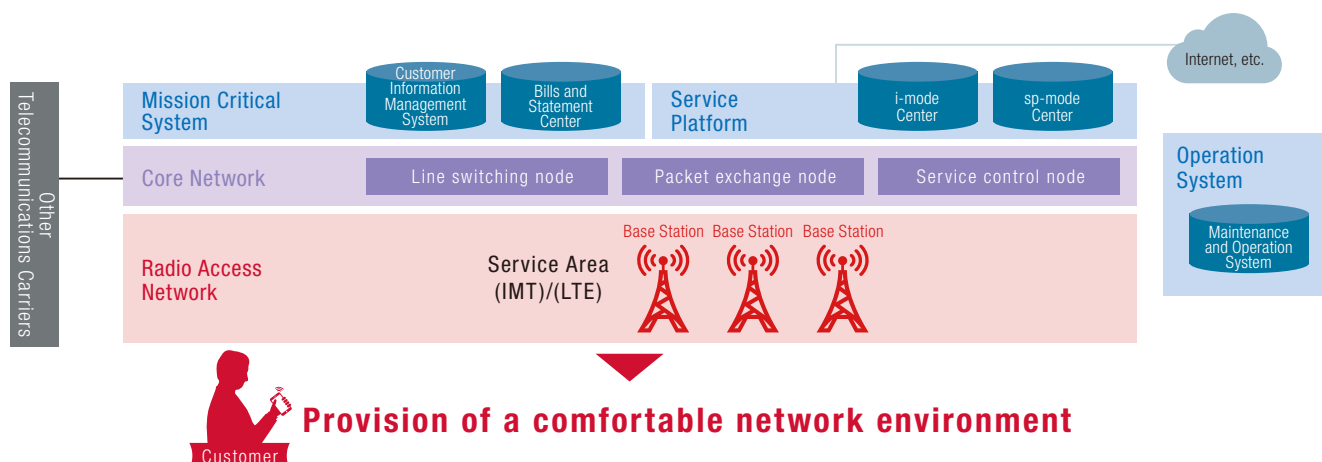 Internet, etc.
Other
Telecommunications Carriers
Mission Critical
System
Customer
Information
Management
System
Bills and
Statement
Center
Service
Platform
i-mode
Center
sp-mode
Center
Core Network
Line switching node
Packet exchange node
Service control node
Operation
System
Maintenance
and Operation
System
Radio Access
Network
Service Area
(IMT)/(LTE)
Base Station
Base Station
Base Station
Provision of a comfortable network environment
Customer